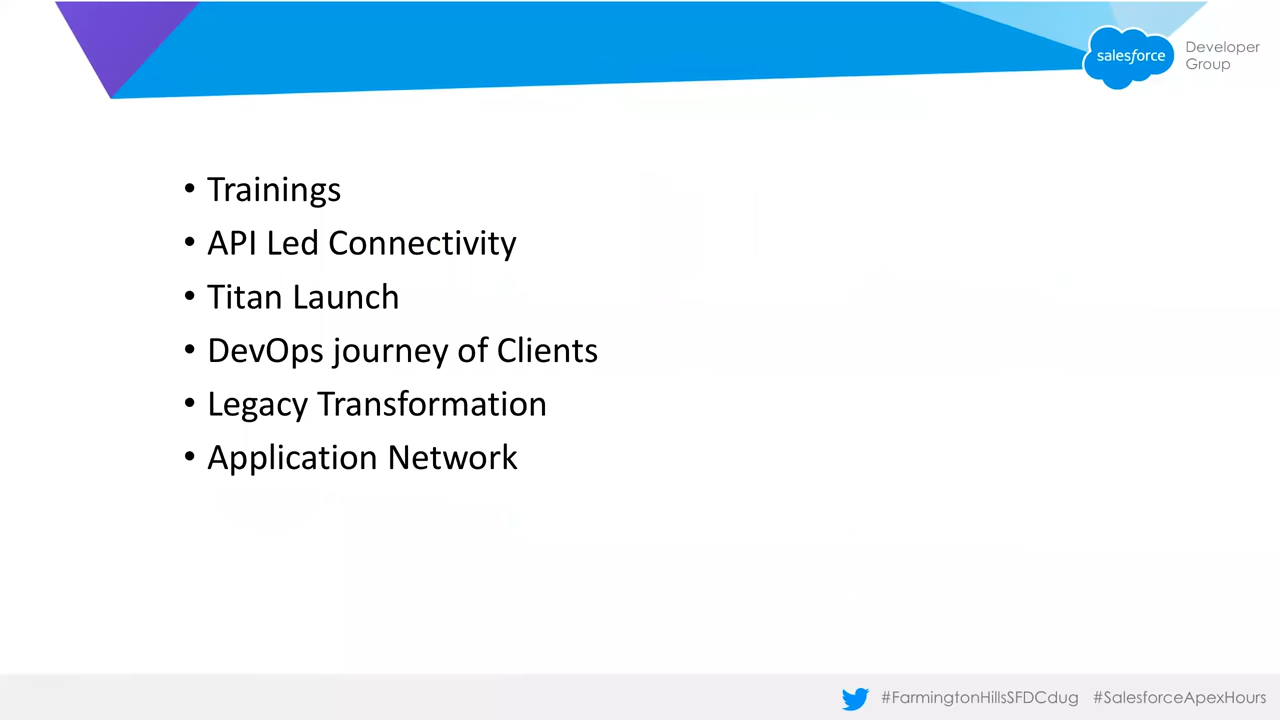 salesforce
Developer
Group
• Trainings
• API Led Connectivity
• Titan Launch
• DevOps journey of Clients
• Legacy Transformation
• Application Network
#FarmingtonHillsSFDCdug #SalesforceApexHours